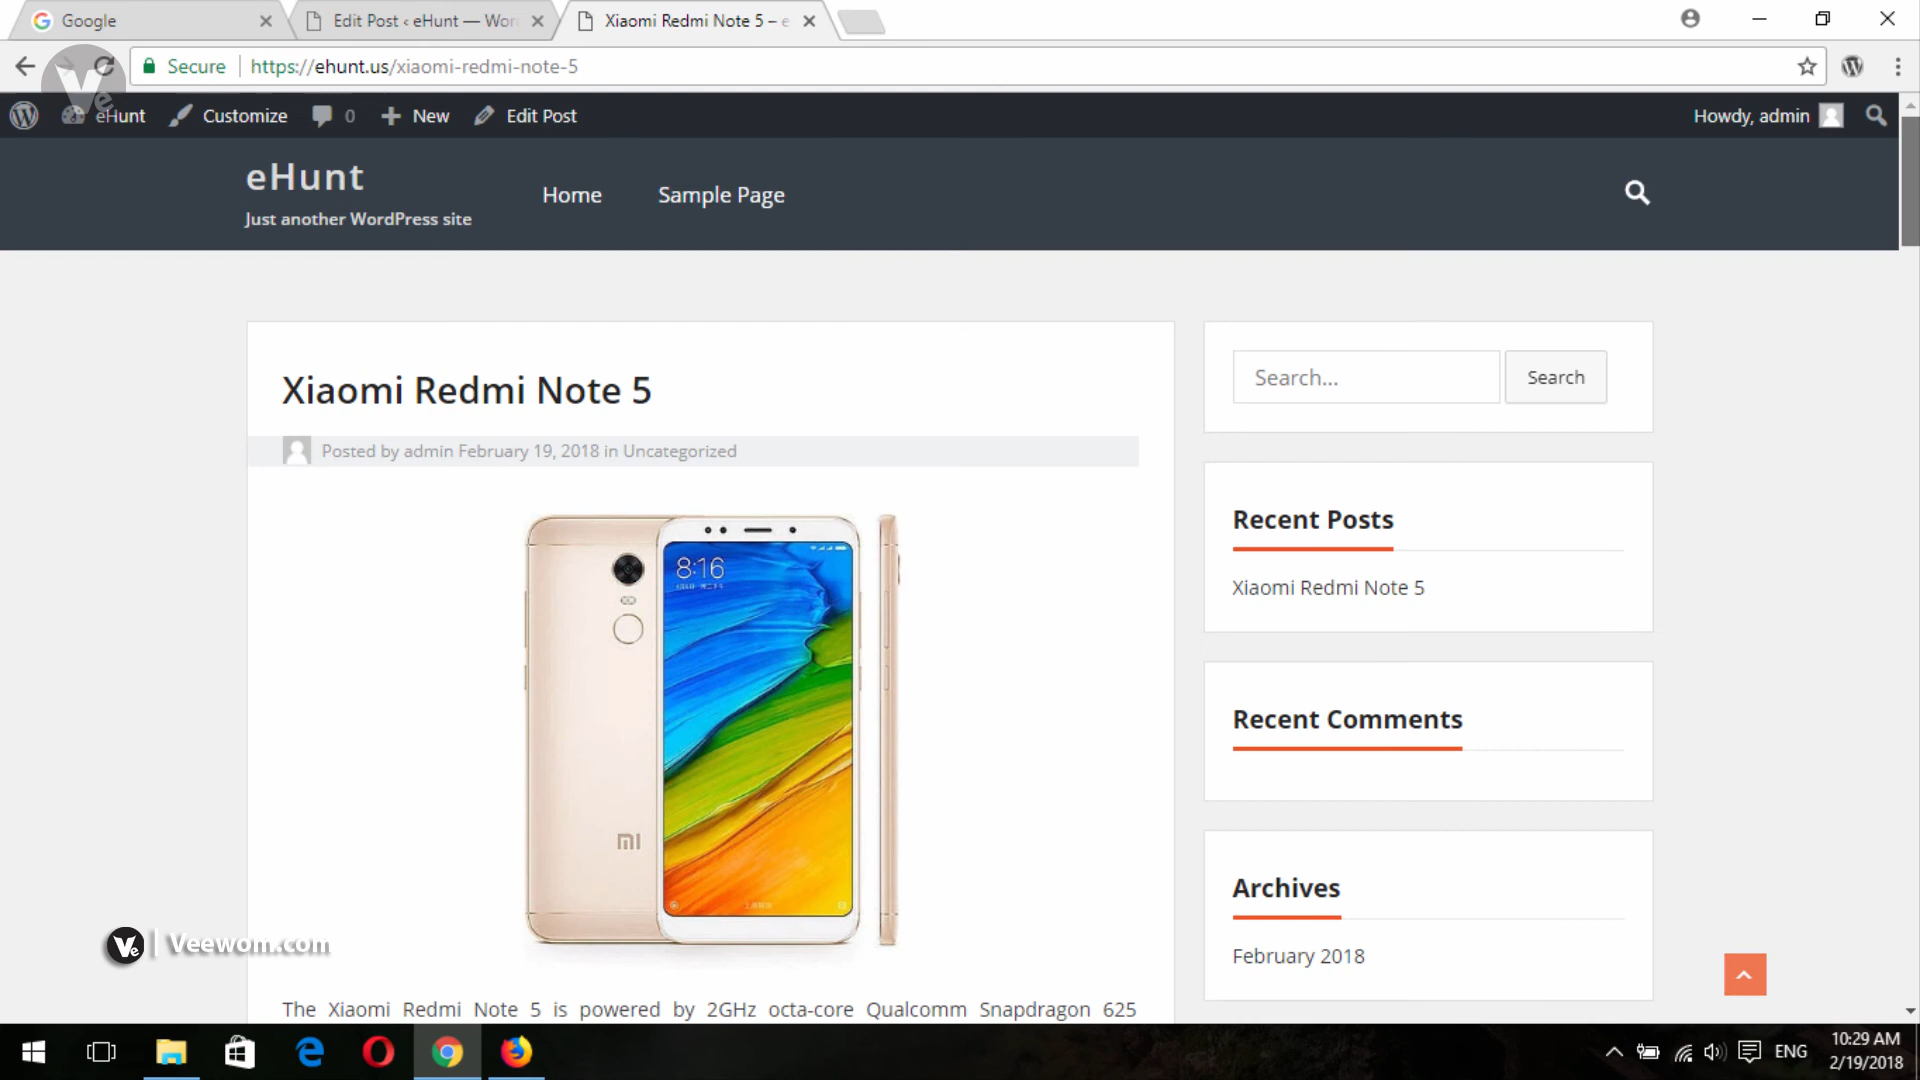 Google
Edit Post ‹ eHunt — Wor
Xiaomi Redmi Note 5 – e
Secure
https://ehunt.us/xiaomi-redmi-note-5
Ve
eHunt
Customize
0
New
Edit Post
Howdy, admin
eHunt
Just another WordPress site
Home
Sample Page
Xiaomi Redmi Note 5
Posted by admin February 19, 2018 in Uncategorized
8:16
MI
The Xiaomi Redmi Note 5 is powered by 2GHz octa-core Qualcomm Snapdragon 625
Search...
Search
Recent Posts
Xiaomi Redmi Note 5
Recent Comments
Archives
February 2018
Ve | Veewom.com
ENG
10:29 AM
2/19/2018